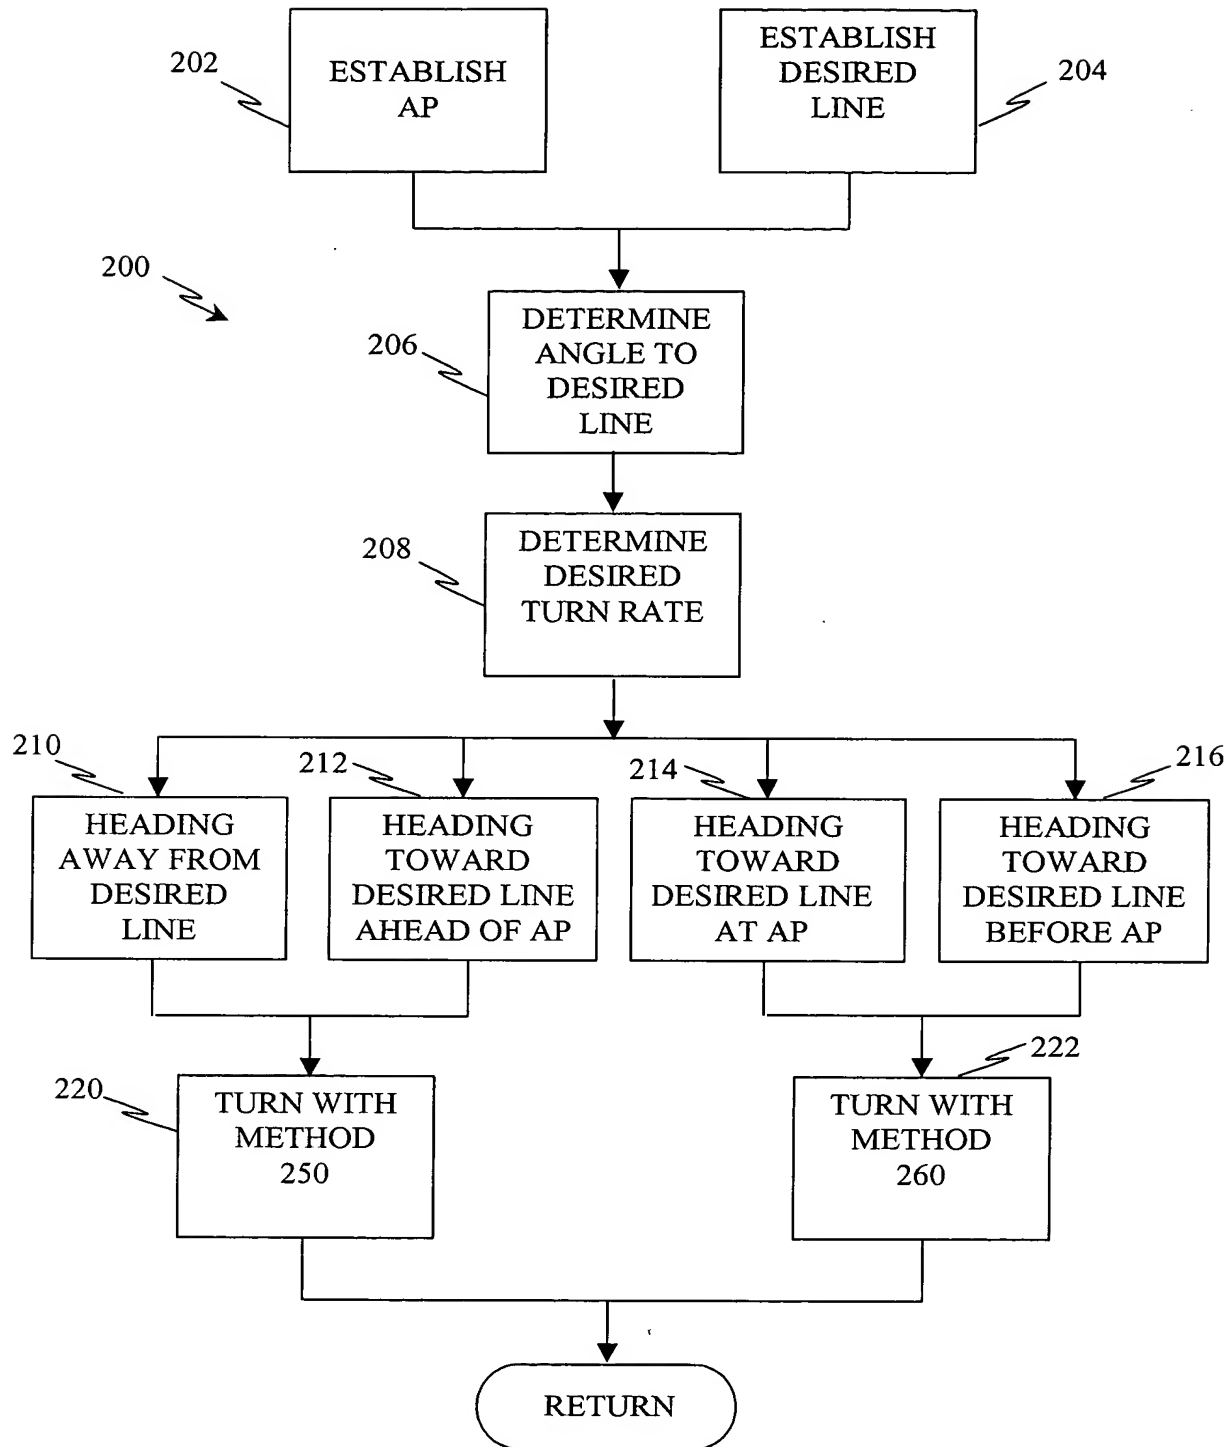 202
ESTABLISH
AP
ESTABLISH
DESIRED
LINE
204
200
206
DETERMINE
ANGLE TO
DESIRED
LINE
208
DETERMINE
DESIRED
TURN RATE
210
HEADING
AWAY FROM
DESIRED
LINE
212
HEADING
TOWARD
DESIRED LINE
AHEAD OF AP
214
HEADING
TOWARD
DESIRED LINE
AT AP
216
HEADING
TOWARD
DESIRED LINE
BEFORE AP
220
TURN WITH
METHOD
250
222
TURN WITH
METHOD
260
RETURN